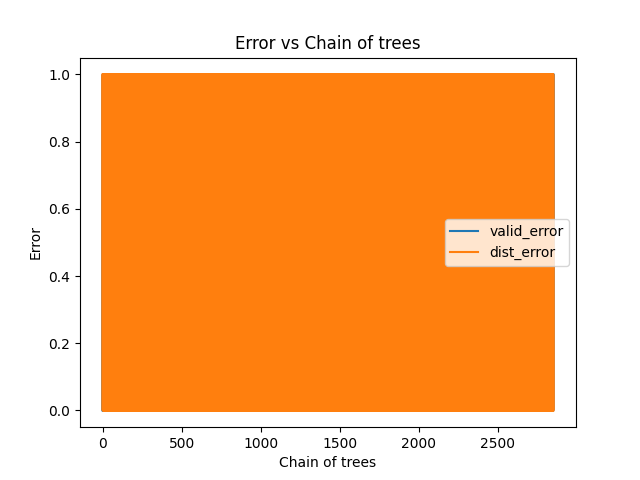 Error vs Chain of trees
1.0
0.8
0.6
0.4
0.2
0.0
Error
valid_error
dist_error
0 500 1000 1500 2000 2500
Chain of trees